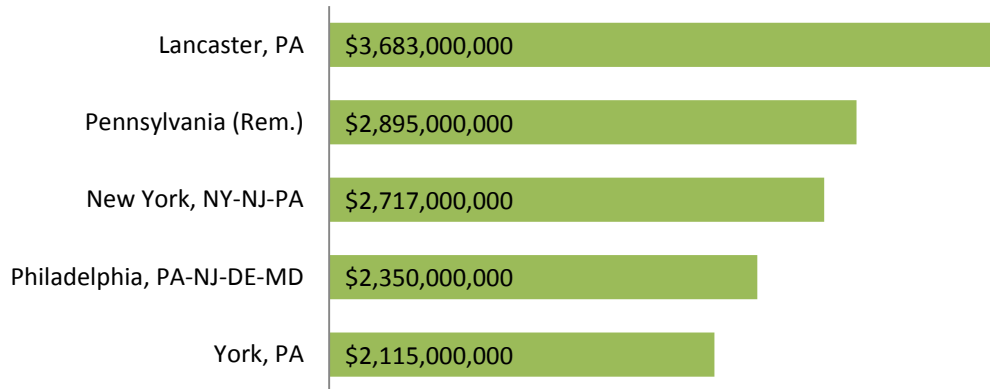 Lancaster, PA $3,683,000,000
Pennsylvania (Rem.) $2,895,000,000
New York, NY-NJ-PA $2,717,000,000
Philadelphia, PA-NJ-DE-MD $2,350,000,000
York, PA $2,115,000,000